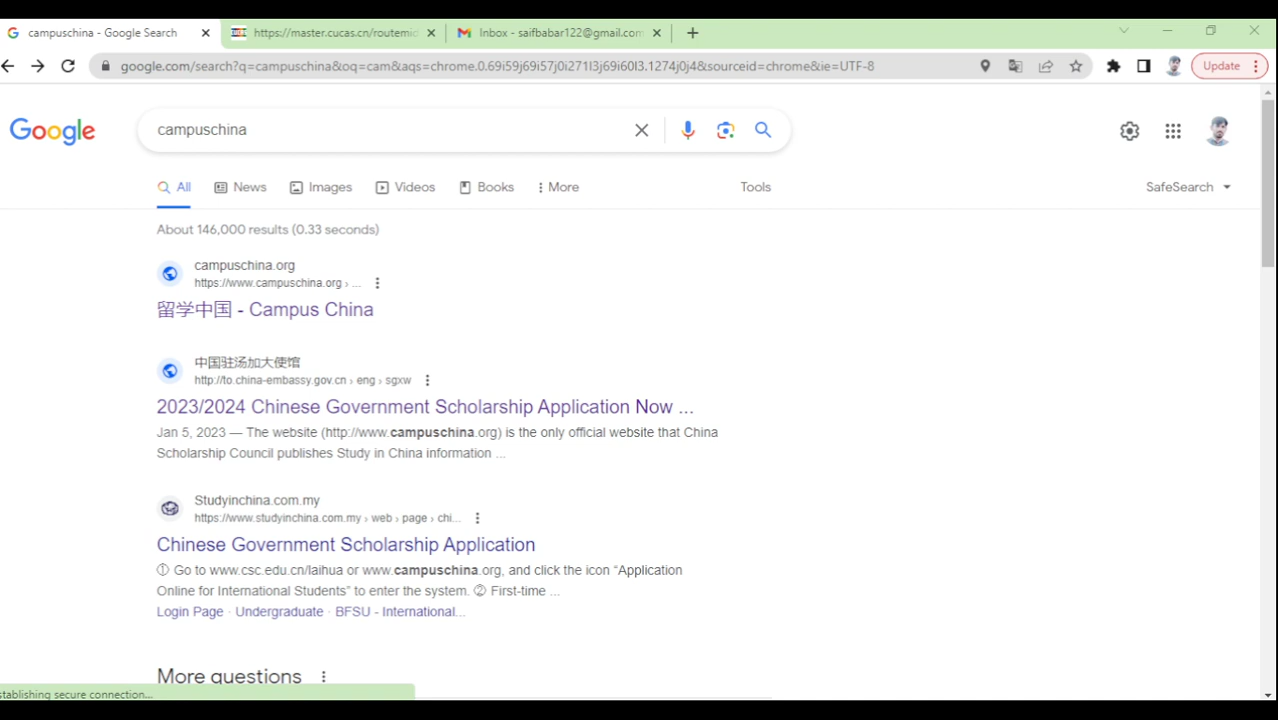 campuschina - Google Search
https://master.cucas.cn/routemic
Inbox - saifbabar122@gmail.com
google.com/search?q=campuschina&oq=cam&aqs=chrome.0.69i59j69i57j0i271l3j69i60l3.1274j0j4&sourceid=chrome&ie=UTF-8
Update
Google
campuschina
All
News
Images
Videos
Books
More
Tools
SafeSearch
About 146,000 results (0.33 seconds)
campuschina.org
https://www.campuschina.org › ...
留学中国 - Campus China
中国驻汤加大使馆
http://to.china-embassy.gov.cn › eng › sgxw
2023/2024 Chinese Government Scholarship Application Now ...
Jan 5, 2023 — The website (http://www.campuschina.org) is the only official website that China
Scholarship Council publishes Study in China information ...
Studyinchina.com.my
https://www.studyinchina.com.my › web › page › chi...
Chinese Government Scholarship Application
① Go to www.csc.edu.cn/laihua or www.campuschina.org, and click the icon “Application
Online for International Students” to enter the system. ② First-time ...
Login Page · Undergraduate · BFSU - International...
More questions
stablishing secure connection...